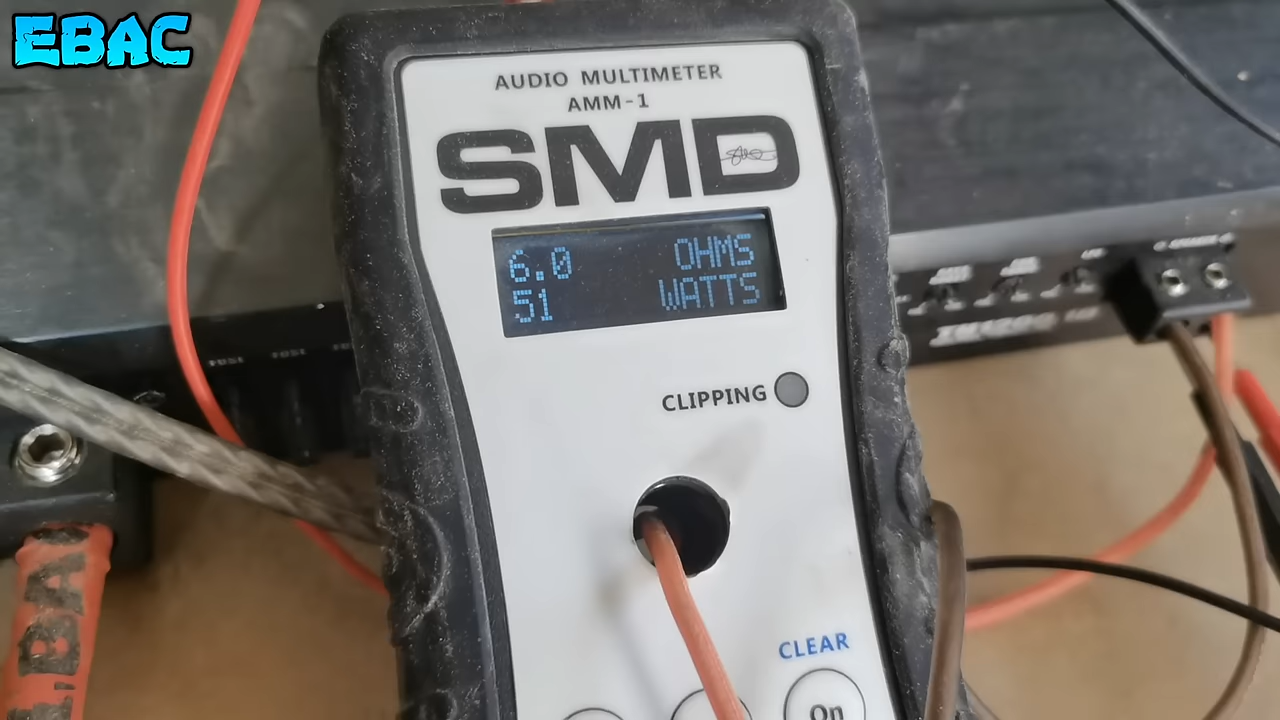 EBAC
AUDIO MULTIMETER
AMM-1
SMD
6.0 OHMS
51 WATTS
CLIPPING
CLEAR
On